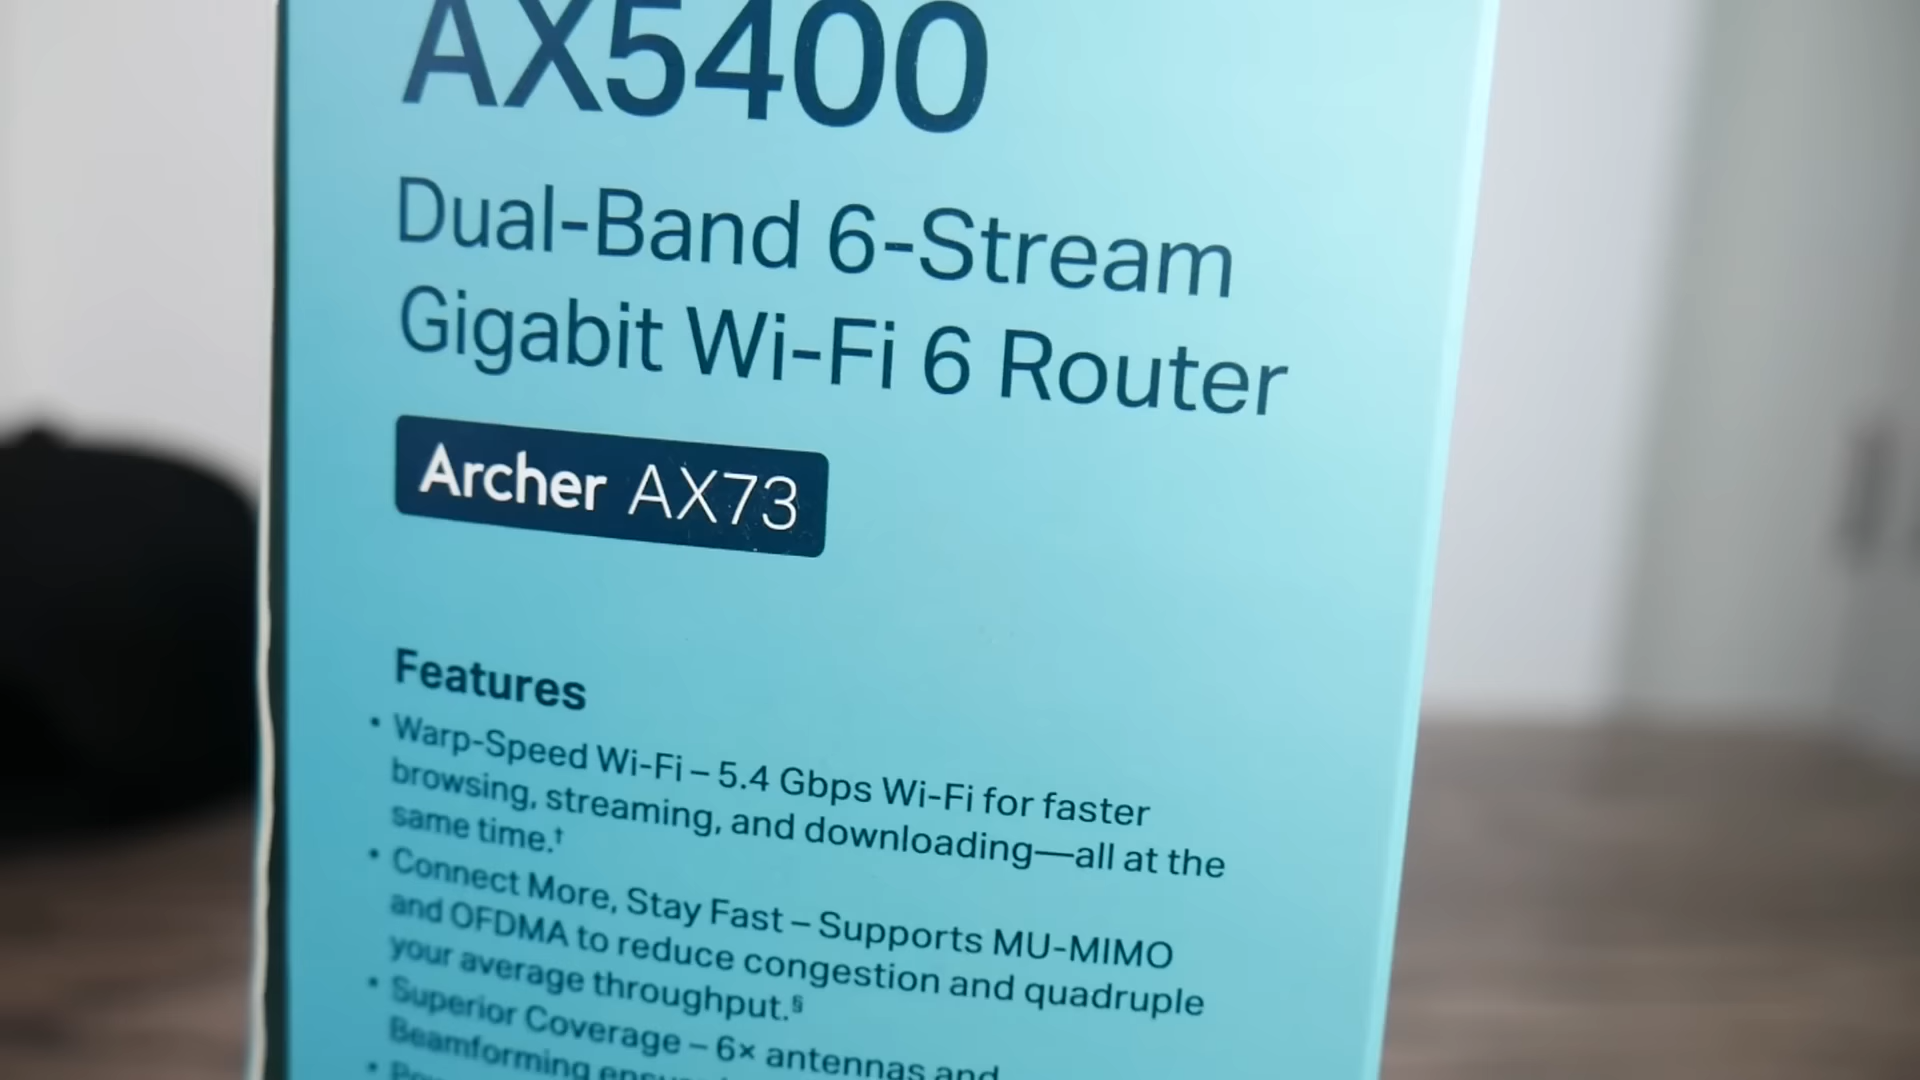 AX5400
Dual-Band 6-Stream
Gigabit Wi-Fi 6 Router
Archer AX73
Features
• Warp-Speed Wi-Fi – 5.4 Gbps Wi-Fi for faster
browsing, streaming, and downloading—all at the
same time.†
• Connect More, Stay Fast – Supports MU-MIMO
and OFDMA to reduce congestion and quadruple
your average throughput.§
• Superior Coverage – 6× antennas and
Beamforming